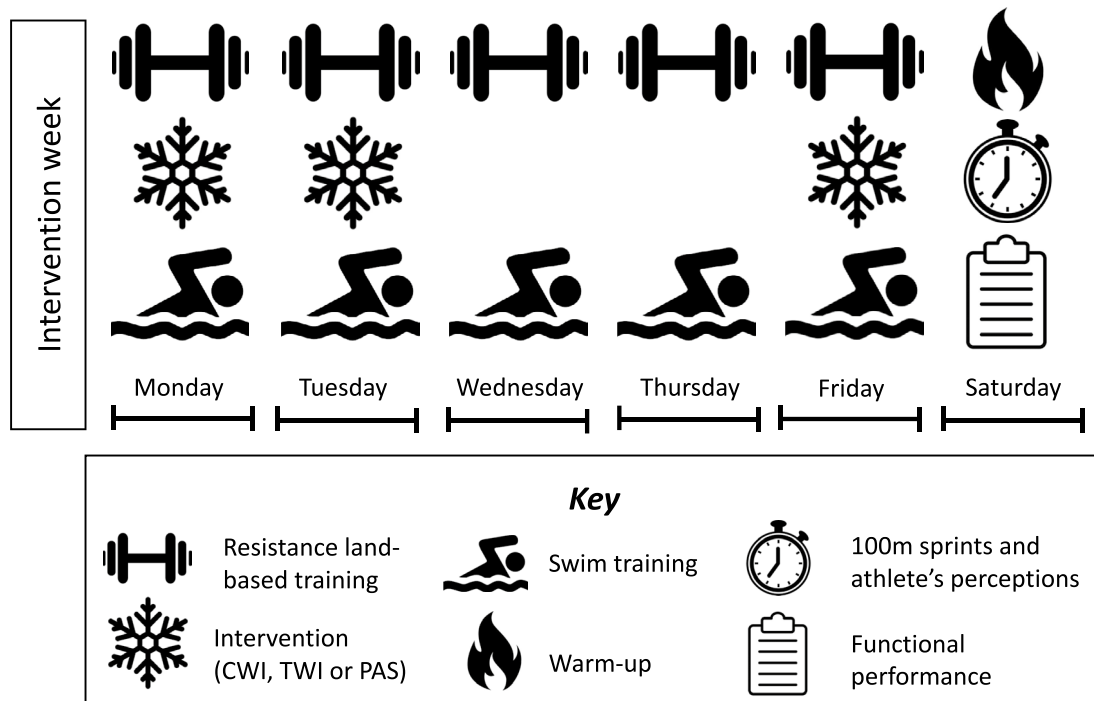 Intervention week
Monday
Tuesday
Wednesday
Thursday
Friday
Saturday
Key
Resistance land-
based training
Swim training
100m sprints and
athlete’s perceptions
Intervention
(CWI, TWI or PAS)
Warm-up
Functional
performance